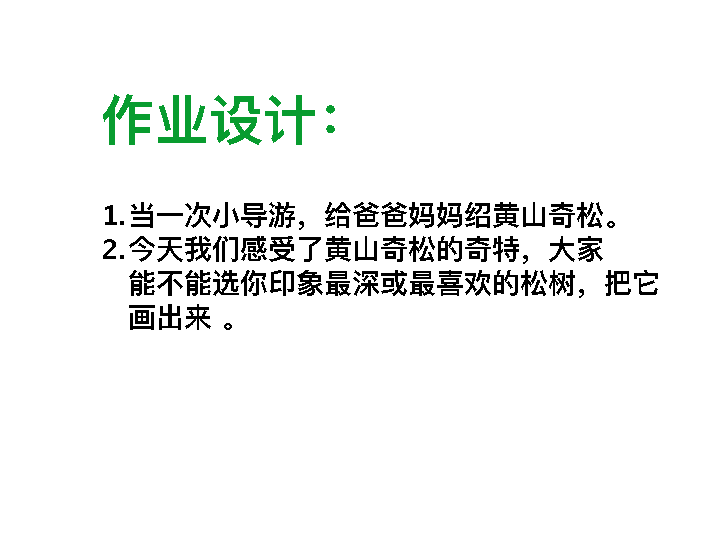 作业设计：
1.当一次小导游，给爸爸妈妈绍黄山奇松。
2.今天我们感受了黄山奇松的奇特，大家
能不能选你印象最深或最喜欢的松树，把它
画出来 。